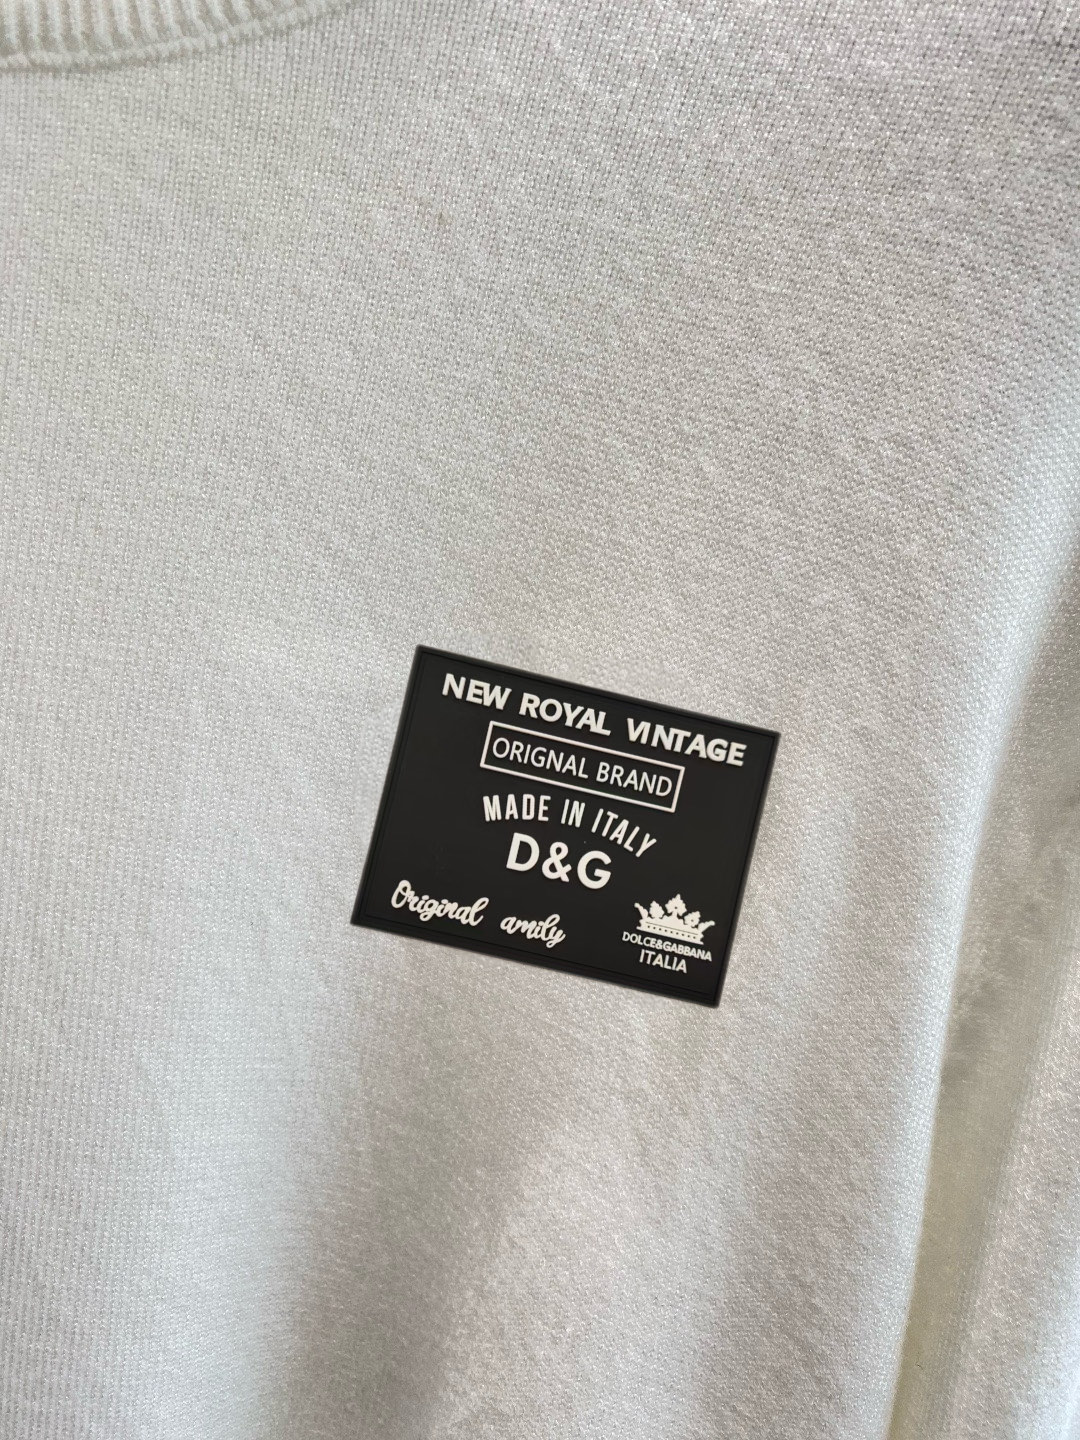 NEW ROYAL VINTAGE
ORIGNAL BRAND
MADE IN ITALY
D&G
Original amily
DOLCE&GABBANA
ITALIA